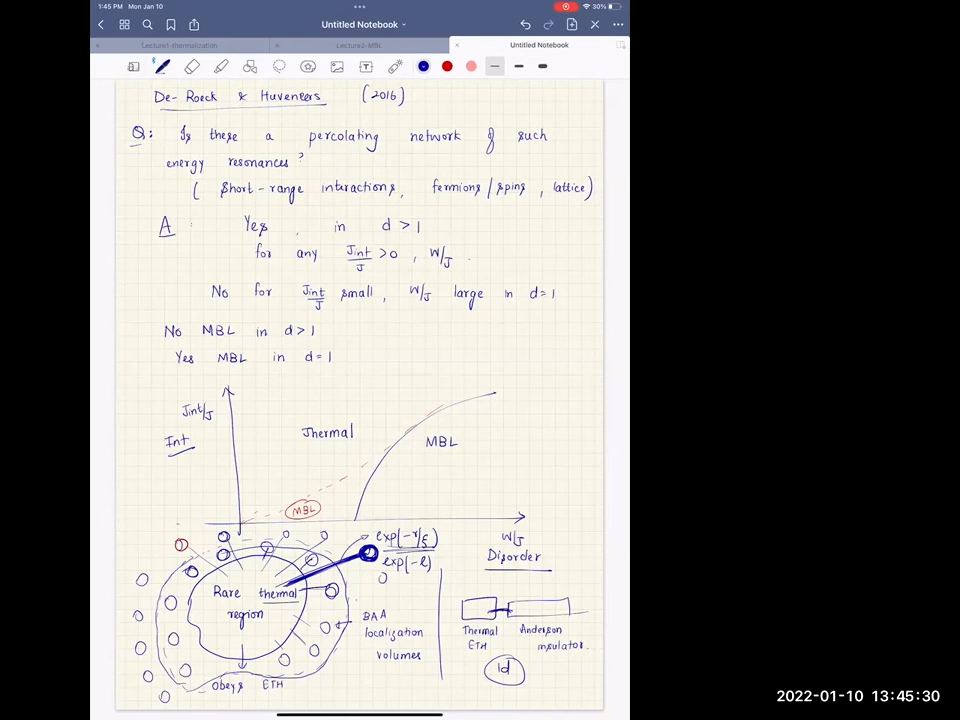 1:45 PM Mon Jan 10
30%
Untitled Notebook
Lecture1-thermalization
Lecture2-MBL
Untitled Notebook
De-Roeck & Huveneers (2016)
Q: Is there a percolating network of such
energy resonances?
( Short-range interactions, fermions/spins, lattice)
A : Yes, in d > 1
for any Jint/J > 0, W/J.
No for Jint/J small, W/J large in d=1
No MBL in d > 1
Yes MBL in d = 1
Jint/J
Int
Thermal
MBL
MBL
W/J
Disorder
exp(-r/ξ)
exp(-l)
Rare thermal
region
BAA
localization
volumes
Obeys ETH
Thermal
ETH
Anderson
insulator.
1d
2022-01-10 13:45:30